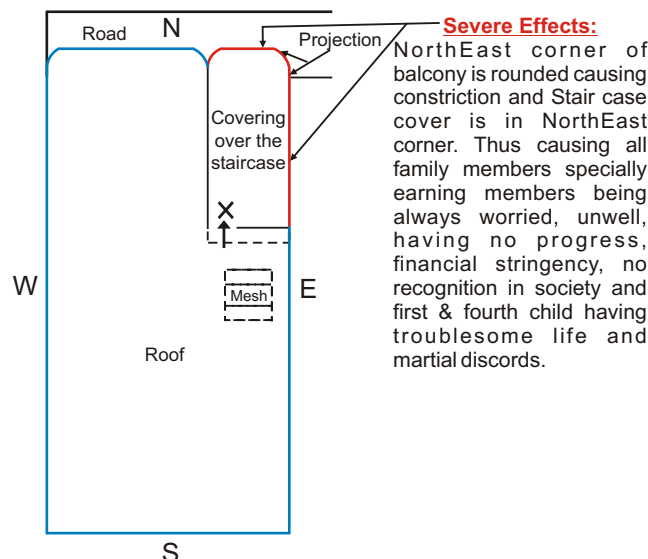 N
Road
Projection
Covering
over the
staircase
X
W
E
Mesh
Roof
S
Severe Effects:
NorthEast corner of
balcony is rounded causing
constriction and Stair case
cover is in NorthEast
corner. Thus causing all
family members specially
earning members being
always worried, unwell,
having no progress,
financial stringency, no
recognition in society and
first & fourth child having
troublesome life and
martial discords.